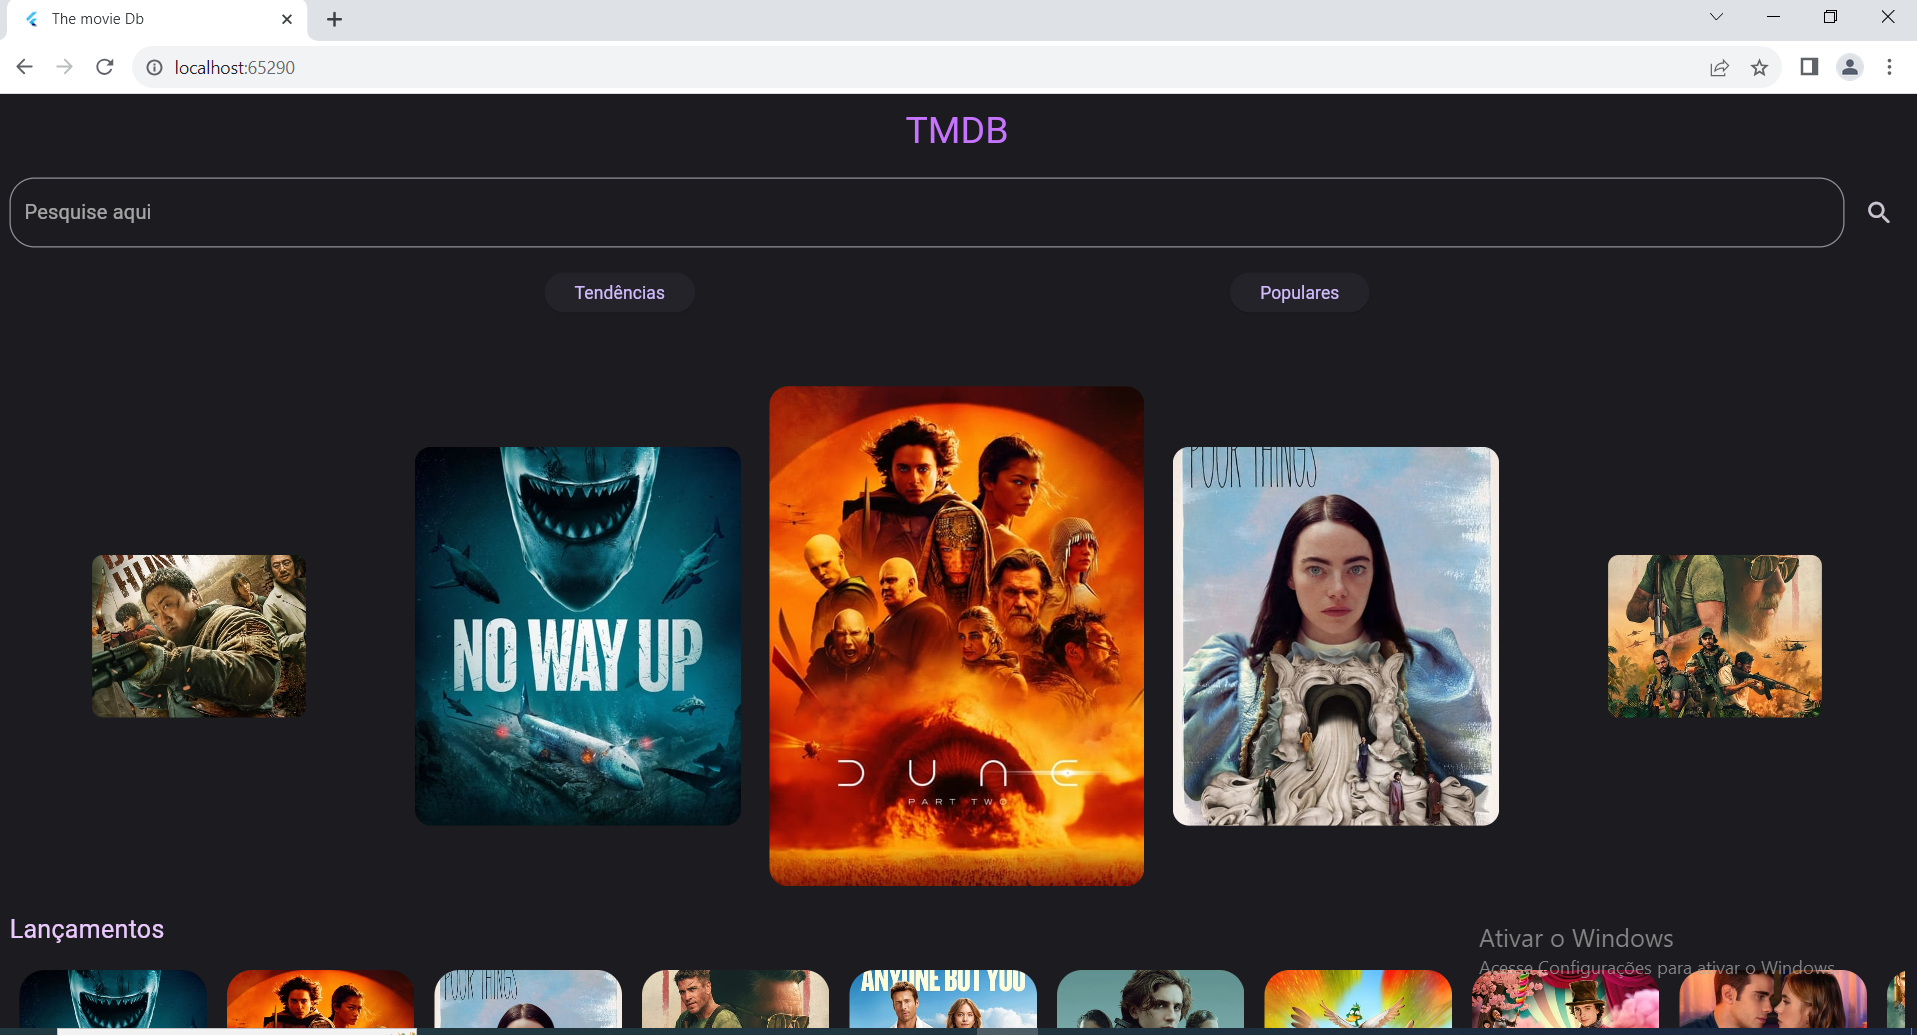 The movie Db
localhost:65290
TMDB
Pesquise aqui
Tendências
Populares
POOR THINGS
NO WAY UP
DUNE
PART TWO
Lançamentos
Ativar o Windows
Acesse Configurações para ativar o Windows.
POOR THINGS
ANYONE BUT YOU